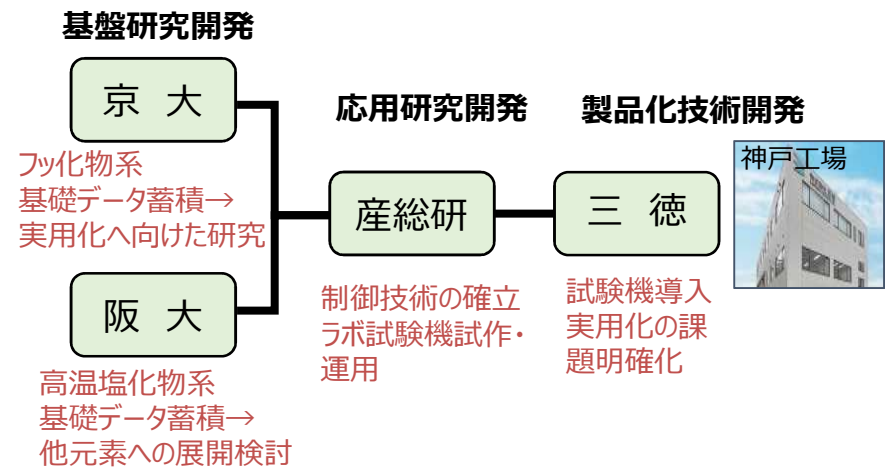 基盤研究開発
京 大
フッ化物系
基礎データ蓄積→
実用化へ向けた研究
阪 大
高温塩化物系
基礎データ蓄積→
他元素への展開検討
応用研究開発
産総研
制御技術の確立
ラボ試験機試作・
運用
製品化技術開発
三 徳
試験機導入
実用化の課
題明確化
神戸工場